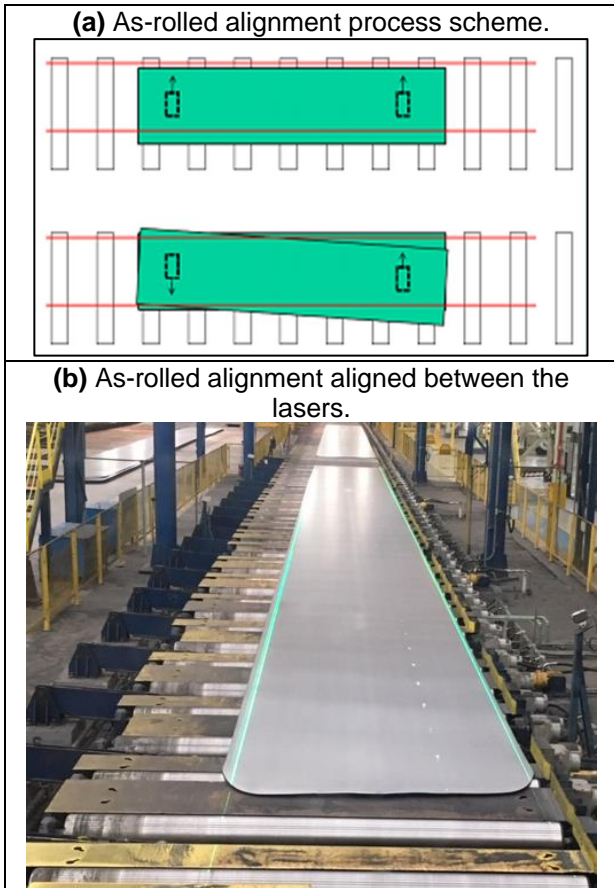 (a) As-rolled alignment process scheme.
(b) As-rolled alignment aligned between the
lasers.